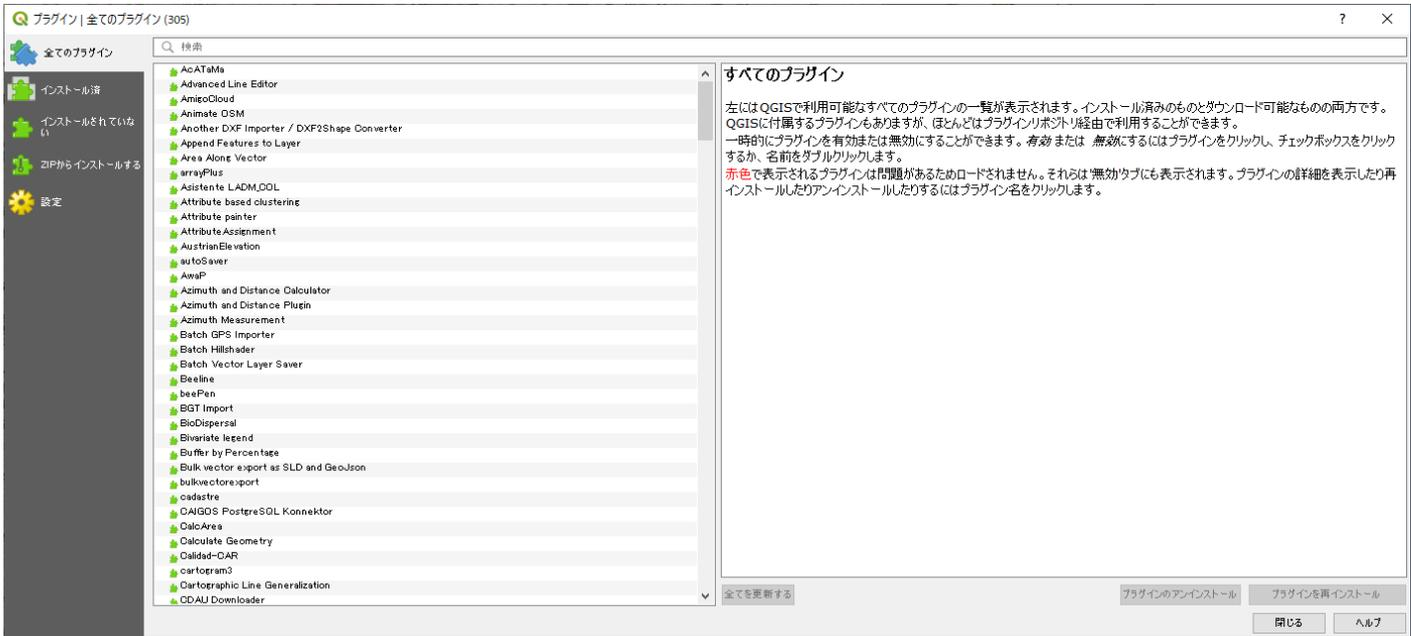 プラグイン | 全てのプラグイン (305)
? ×
全てのプラグイン
インストール済
インストールされていな
い
ZIPからインストールする
設定
検索
AcATaMa
Advanced Line Editor
AmigoCloud
Animate OSM
Another DXF Importer / DXF2Shape Converter
Append Features to Layer
Area Along Vector
arrayPlus
Asistente LADM_COL
Attribute based clustering
Attribute painter
AttributeAssignment
AustrianElevation
autoSaver
AwaP
Azimuth and Distance Calculator
Azimuth and Distance Plugin
Azimuth Measurement
Batch GPS Importer
Batch Hillshader
Batch Vector Layer Saver
Beeline
beePen
BGT Import
BioDispersal
Bivariate legend
Buffer by Percentage
Bulk vector export as SLD and GeoJson
bulkvectorexport
cadastre
CAIGOS PostgreSQL Konnektor
CalcArea
Calculate Geometry
Calidad-CAR
cartogram3
Cartographic Line Generalization
CDAU Downloader
すべてのプラグイン
左にはQGISで利用可能なすべてのプラグインの一覧が表示されます。インストール済みのものとダウンロード可能なものの両方です。
QGISに付属するプラグインもありますが、ほとんどはプラグインリポジトリ経由で利用することができます。
一時的にプラグインを有効または無効にすることができます。有効 または 無効にするにはプラグインをクリックし、チェックボックスをクリック
するか、名前をダブルクリックします。
赤色で表示されるプラグインは問題があるためロードされません。それらは'無効'タブにも表示されます。プラグインの詳細を表示したり再
インストールしたりアンインストールしたりするにはプラグイン名をクリックします。
全てを更新する
プラグインのアンインストール
プラグインを再インストール
閉じる
ヘルプ